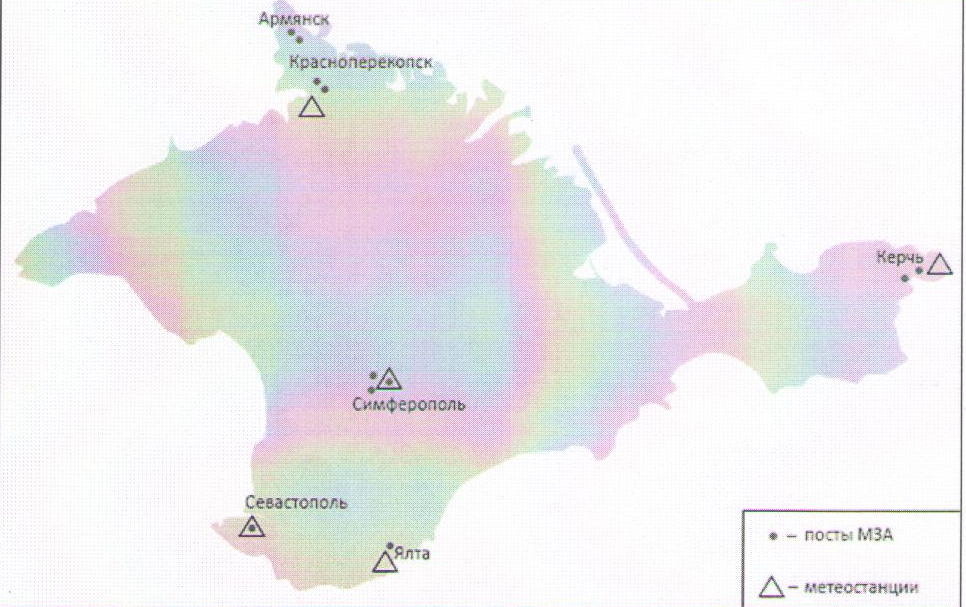 Армянск
Красноперекопск
Керчь
Симферополь
Севастополь
Ялта
– посты МЗА
– метеостанции